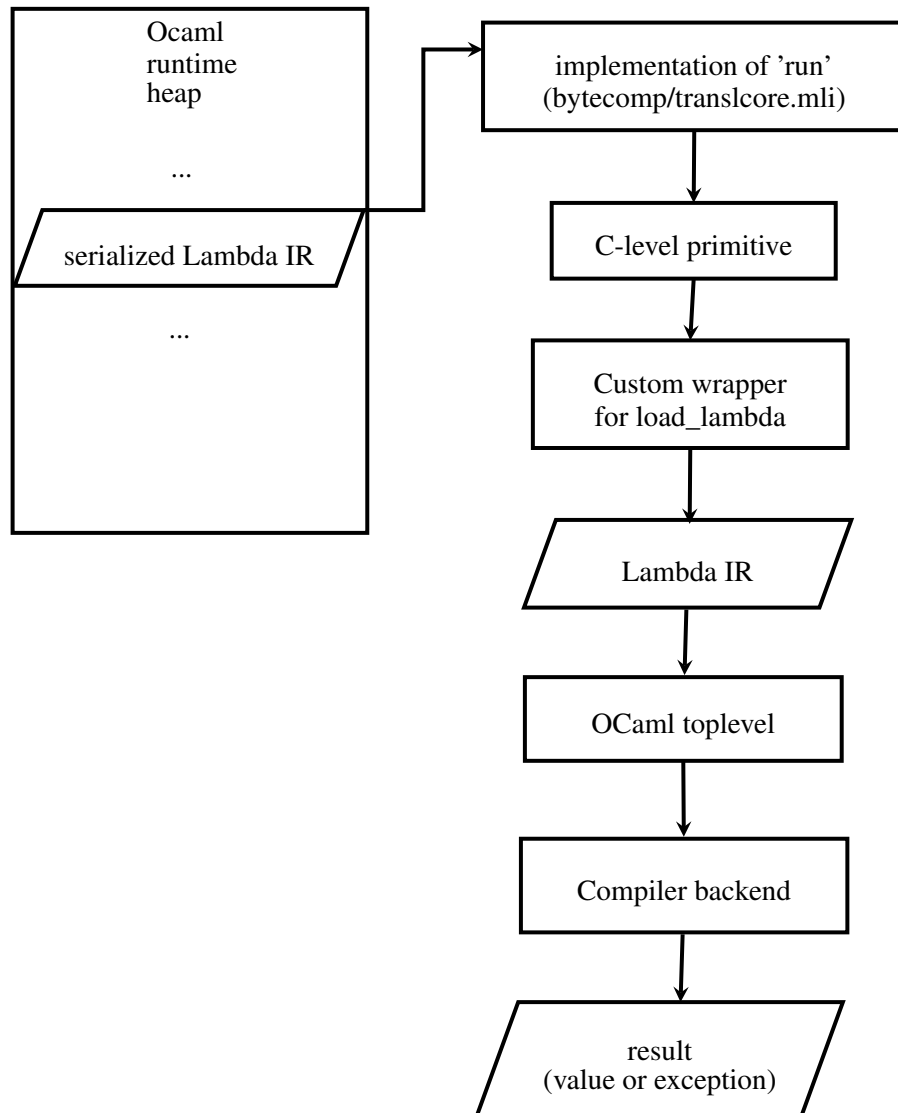 Ocaml
runtime
heap
...
serialized Lambda IR
...
implementation of ’run’
(bytecomp/translcore.mli)
C-level primitive
Custom wrapper
for load_lambda
Lambda IR
OCaml toplevel
Compiler backend
result
(value or exception)